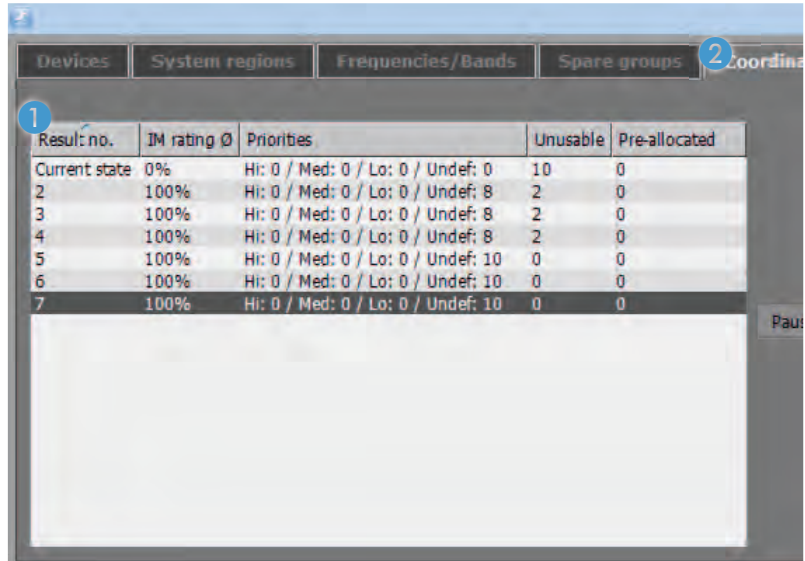 Devices System regions Frequencies/Bands Spare groups 2 Coordina
1
Result no. IM rating Ø Priorities Unusable Pre-allocated
Current state 0% Hi: 0 / Med: 0 / Lo: 0 / Undef: 0 10 0
2 100% Hi: 0 / Med: 0 / Lo: 0 / Undef: 8 2 0
3 100% Hi: 0 / Med: 0 / Lo: 0 / Undef: 8 2 0
4 100% Hi: 0 / Med: 0 / Lo: 0 / Undef: 8 2 0
5 100% Hi: 0 / Med: 0 / Lo: 0 / Undef: 10 0 0
6 100% Hi: 0 / Med: 0 / Lo: 0 / Undef: 10 0 0
7 100% Hi: 0 / Med: 0 / Lo: 0 / Undef: 10 0 0
Paus